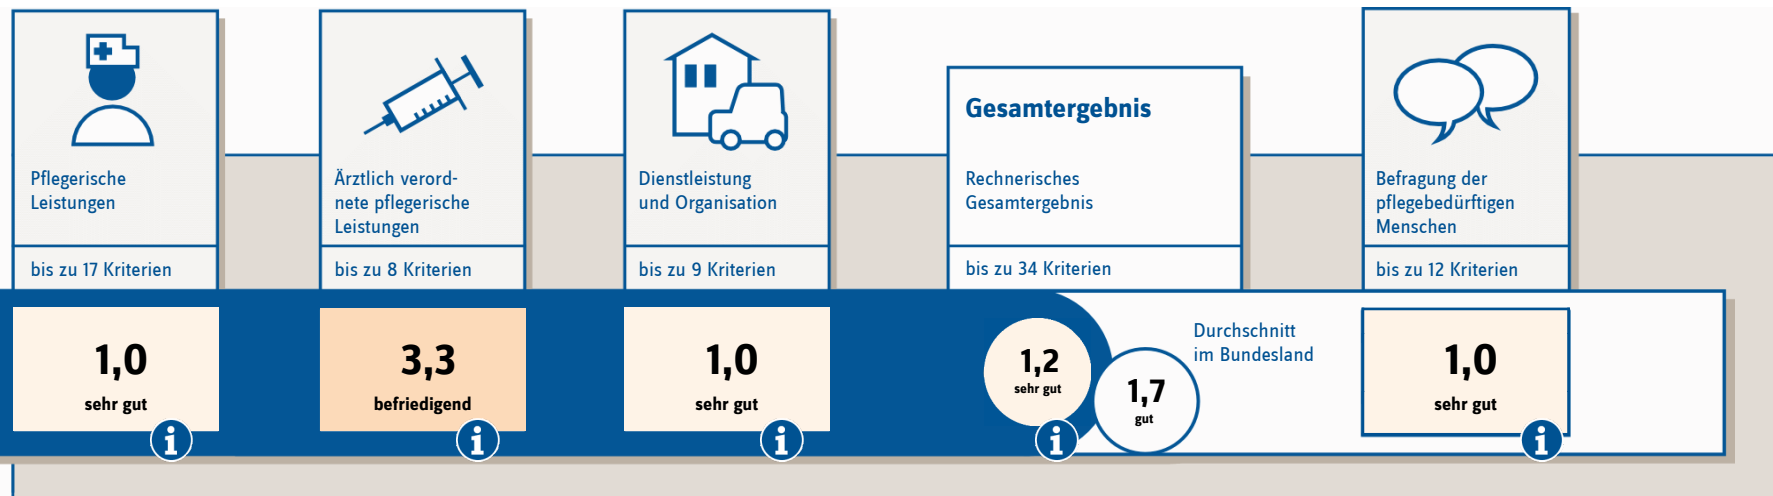 Pflegerische
Leistungen
bis zu 17 Kriterien
1,0
sehr gut
Ärztlich verord-
nete pflegerische
Leistungen
bis zu 8 Kriterien
3,3
befriedigend
Dienstleistung
und Organisation
bis zu 9 Kriterien
1,0
sehr gut
Gesamtergebnis
Rechnerisches
Gesamtergebnis
bis zu 34 Kriterien
1,2
sehr gut
1,7
gut
Durchschnitt
im Bundesland
Befragung der
pflegebedürftigen
Menschen
bis zu 12 Kriterien
1,0
sehr gut